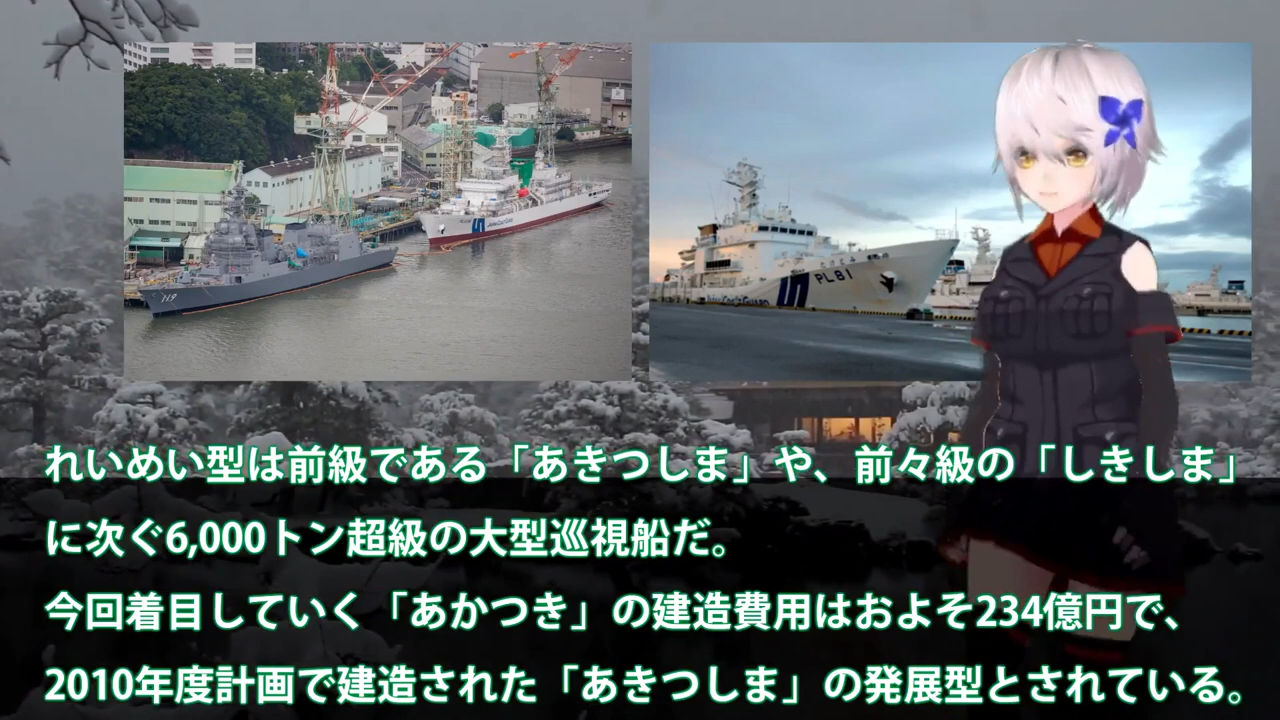 119
PL81
JAPAN COAST GUARD
れいめい型は前級である「あきつしま」や、前々級の「しきしま」
に次ぐ6,000トン超級の大型巡視船だ。
今回着目していく「あかつき」の建造費用はおよそ234億円で、
2010年度計画で建造された「あきつしま」の発展型とされている。